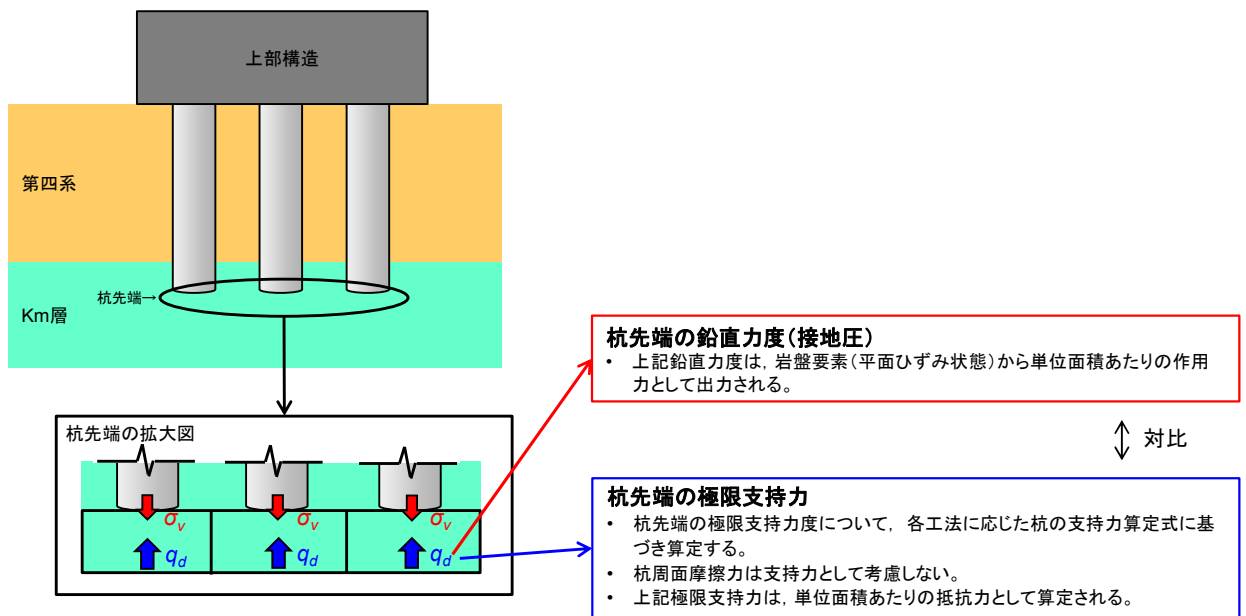 上部構造
第四系
杭先端→
Km層
杭先端の拡大図
σv σv σv
qd qd qd
杭先端の鉛直力度(接地圧)
• 上記鉛直力度は, 岩盤要素(平面ひずみ状態)から単位面積あたりの作用
力として出力される。
対比
杭先端の極限支持力
• 杭先端の極限支持力度について, 各工法に応じた杭の支持力算定式に基
づき算定する。
• 杭周面摩擦力は支持力として考慮しない。
• 上記極限支持力は, 単位面積あたりの抵抗力として算定される。